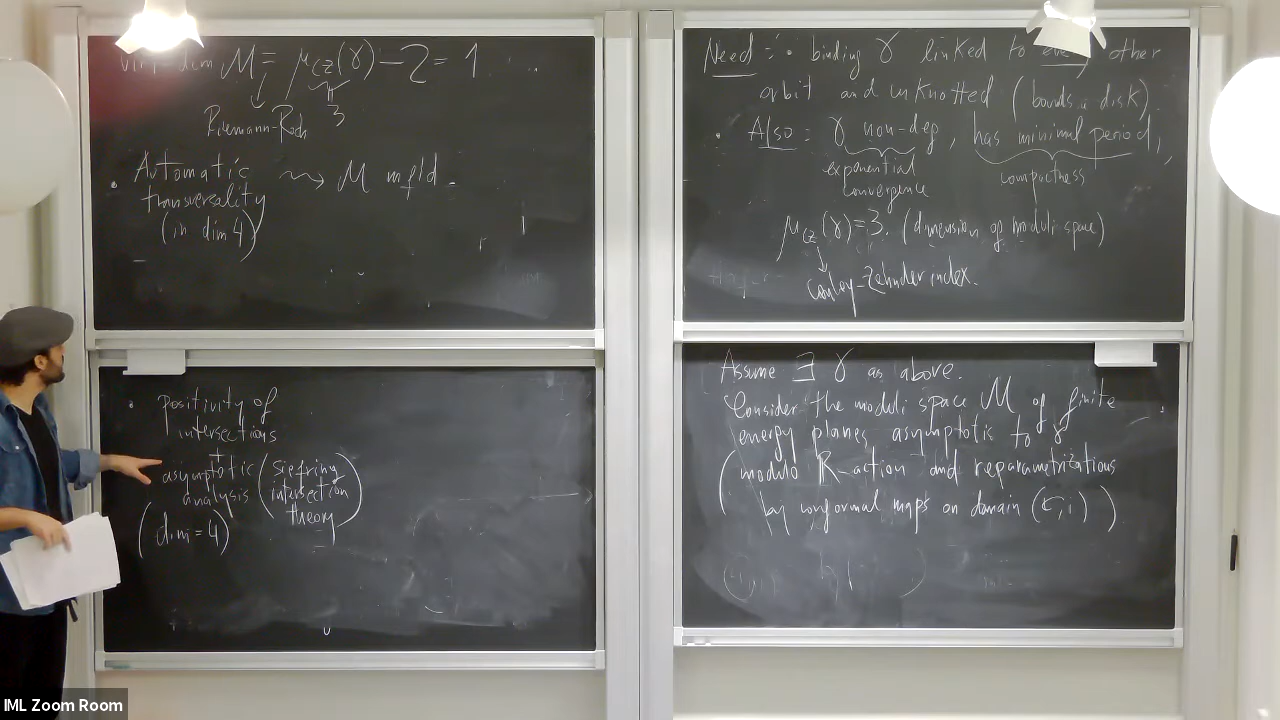 dim M = μ_CZ(γ) - 2 = 1
3
Riemann-Roch
• Automatic
transversality ⇝ M mfld.
(in dim 4)
• positivity of
intersections
+
asymptotic
analysis (Siefring
intersection
theory)
(dim = 4)
Need: • binding γ linked to every other
orbit and unknotted (bounds a disk)
• Also: γ non-deg, has minimal period,
exponential
convergence
compactness
μ_CZ(γ)=3. (dimension of moduli space)
Conley-Zehnder index.
Assume ∃ γ as above.
Consider the moduli space M of finite
energy planes asymptotic to γ
(modulo R-action and reparametrizations
by conformal maps on domain (C, i))
IML Zoom Room